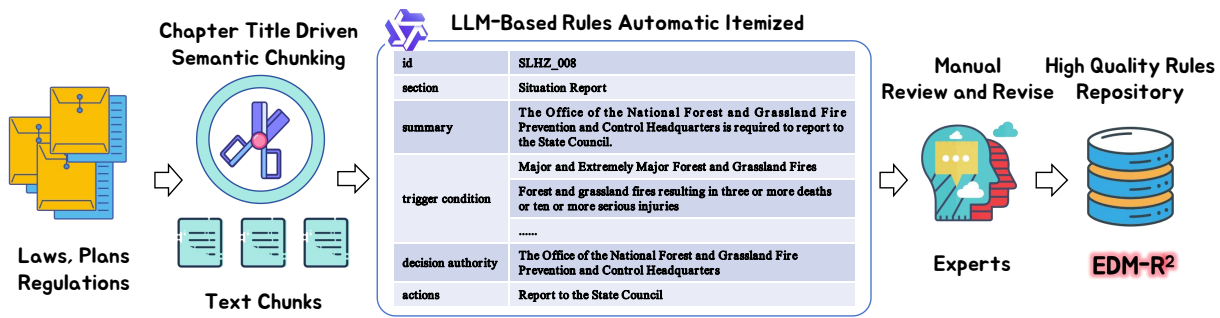 Chapter Title Driven
Semantic Chunking
LLM-Based Rules Automatic Itemized
Laws, Plans
Regulations
Text Chunks
id SLHZ_008
section Situation Report
summary The Office of the National Forest and Grassland Fire
Prevention and Control Headquarters is required to report to
the State Council.
trigger condition Major and Extremely Major Forest and Grassland Fires
Forest and grassland fires resulting in three or more deaths
or ten or more serious injuries
......
decision authority The Office of the National Forest and Grassland Fire
Prevention and Control Headquarters
actions Report to the State Council
Manual
Review and Revise
Experts
High Quality Rules
Repository
EDM-R²